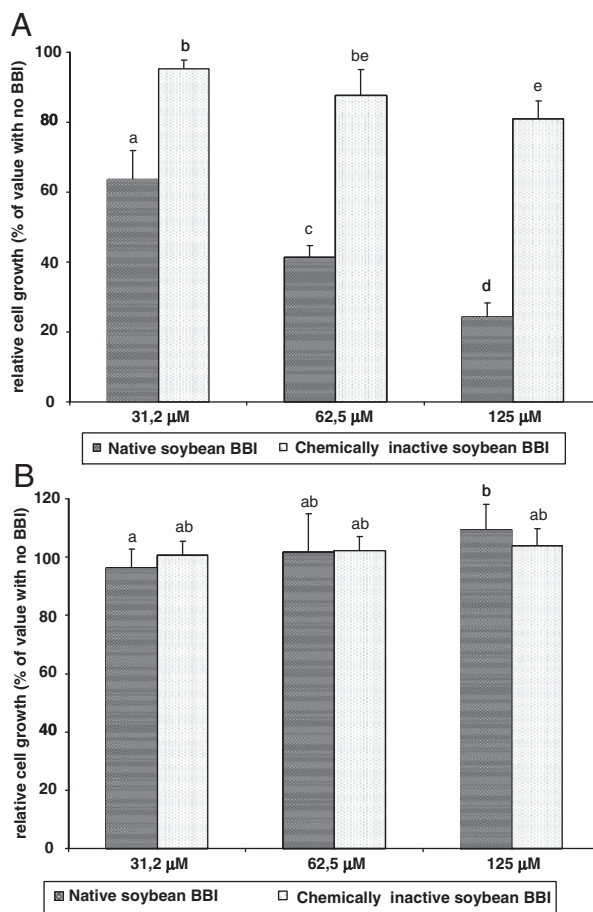 A
relative cell growth (% of value with no BBI)
100
80
60
40
20
0
a
b
c
be
d
e
31,2 µM
62,5 µM
125 µM
Native soybean BBI
Chemically inactive soybean BBI
B
relative cell growth (% of value with no BBI)
120
100
80
60
40
20
0
a
ab
ab
ab
b
ab
31,2 µM
62,5 µM
125 µM
Native soybean BBI
Chemically inactive soybean BBI